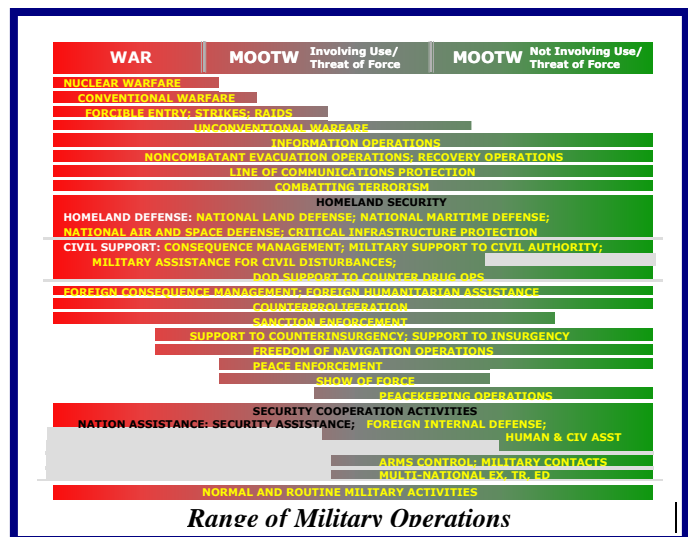 WAR
MOOTW Involving Use/
Threat of Force
MOOTW Not Involving Use/
Threat of Force
NUCLEAR WARFARE
CONVENTIONAL WARFARE
FORCIBLE ENTRY; STRIKES; RAIDS
UNCONVENTIONAL WARFARE
INFORMATION OPERATIONS
NONCOMBATANT EVACUATION OPERATIONS; RECOVERY OPERATIONS
LINE OF COMMUNICATIONS PROTECTION
COMBATTING TERRORISM
HOMELAND SECURITY
HOMELAND DEFENSE: NATIONAL LAND DEFENSE; NATIONAL MARITIME DEFENSE;
NATIONAL AIR AND SPACE DEFENSE; CRITICAL INFRASTRUCTURE PROTECTION
CIVIL SUPPORT: CONSEQUENCE MANAGEMENT; MILITARY SUPPORT TO CIVIL AUTHORITY;
MILITARY ASSISTANCE FOR CIVIL DISTURBANCES;
DOD SUPPORT TO COUNTER DRUG OPS
FOREIGN CONSEQUENCE MANAGEMENT; FOREIGN HUMANITARIAN ASSISTANCE
COUNTERPROLIFERATION
SANCTION ENFORCEMENT
SUPPORT TO COUNTERINSURGENCY; SUPPORT TO INSURGENCY
FREEDOM OF NAVIGATION OPERATIONS
PEACE ENFORCEMENT
SHOW OF FORCE
PEACEKEEPING OPERATIONS
SECURITY COOPERATION ACTIVITIES
NATION ASSISTANCE: SECURITY ASSISTANCE; FOREIGN INTERNAL DEFENSE;
HUMAN & CIV ASST
ARMS CONTROL; MILITARY CONTACTS
MULTI-NATIONAL EX, TR, ED
NORMAL AND ROUTINE MILITARY ACTIVITIES
Range of Military Operations